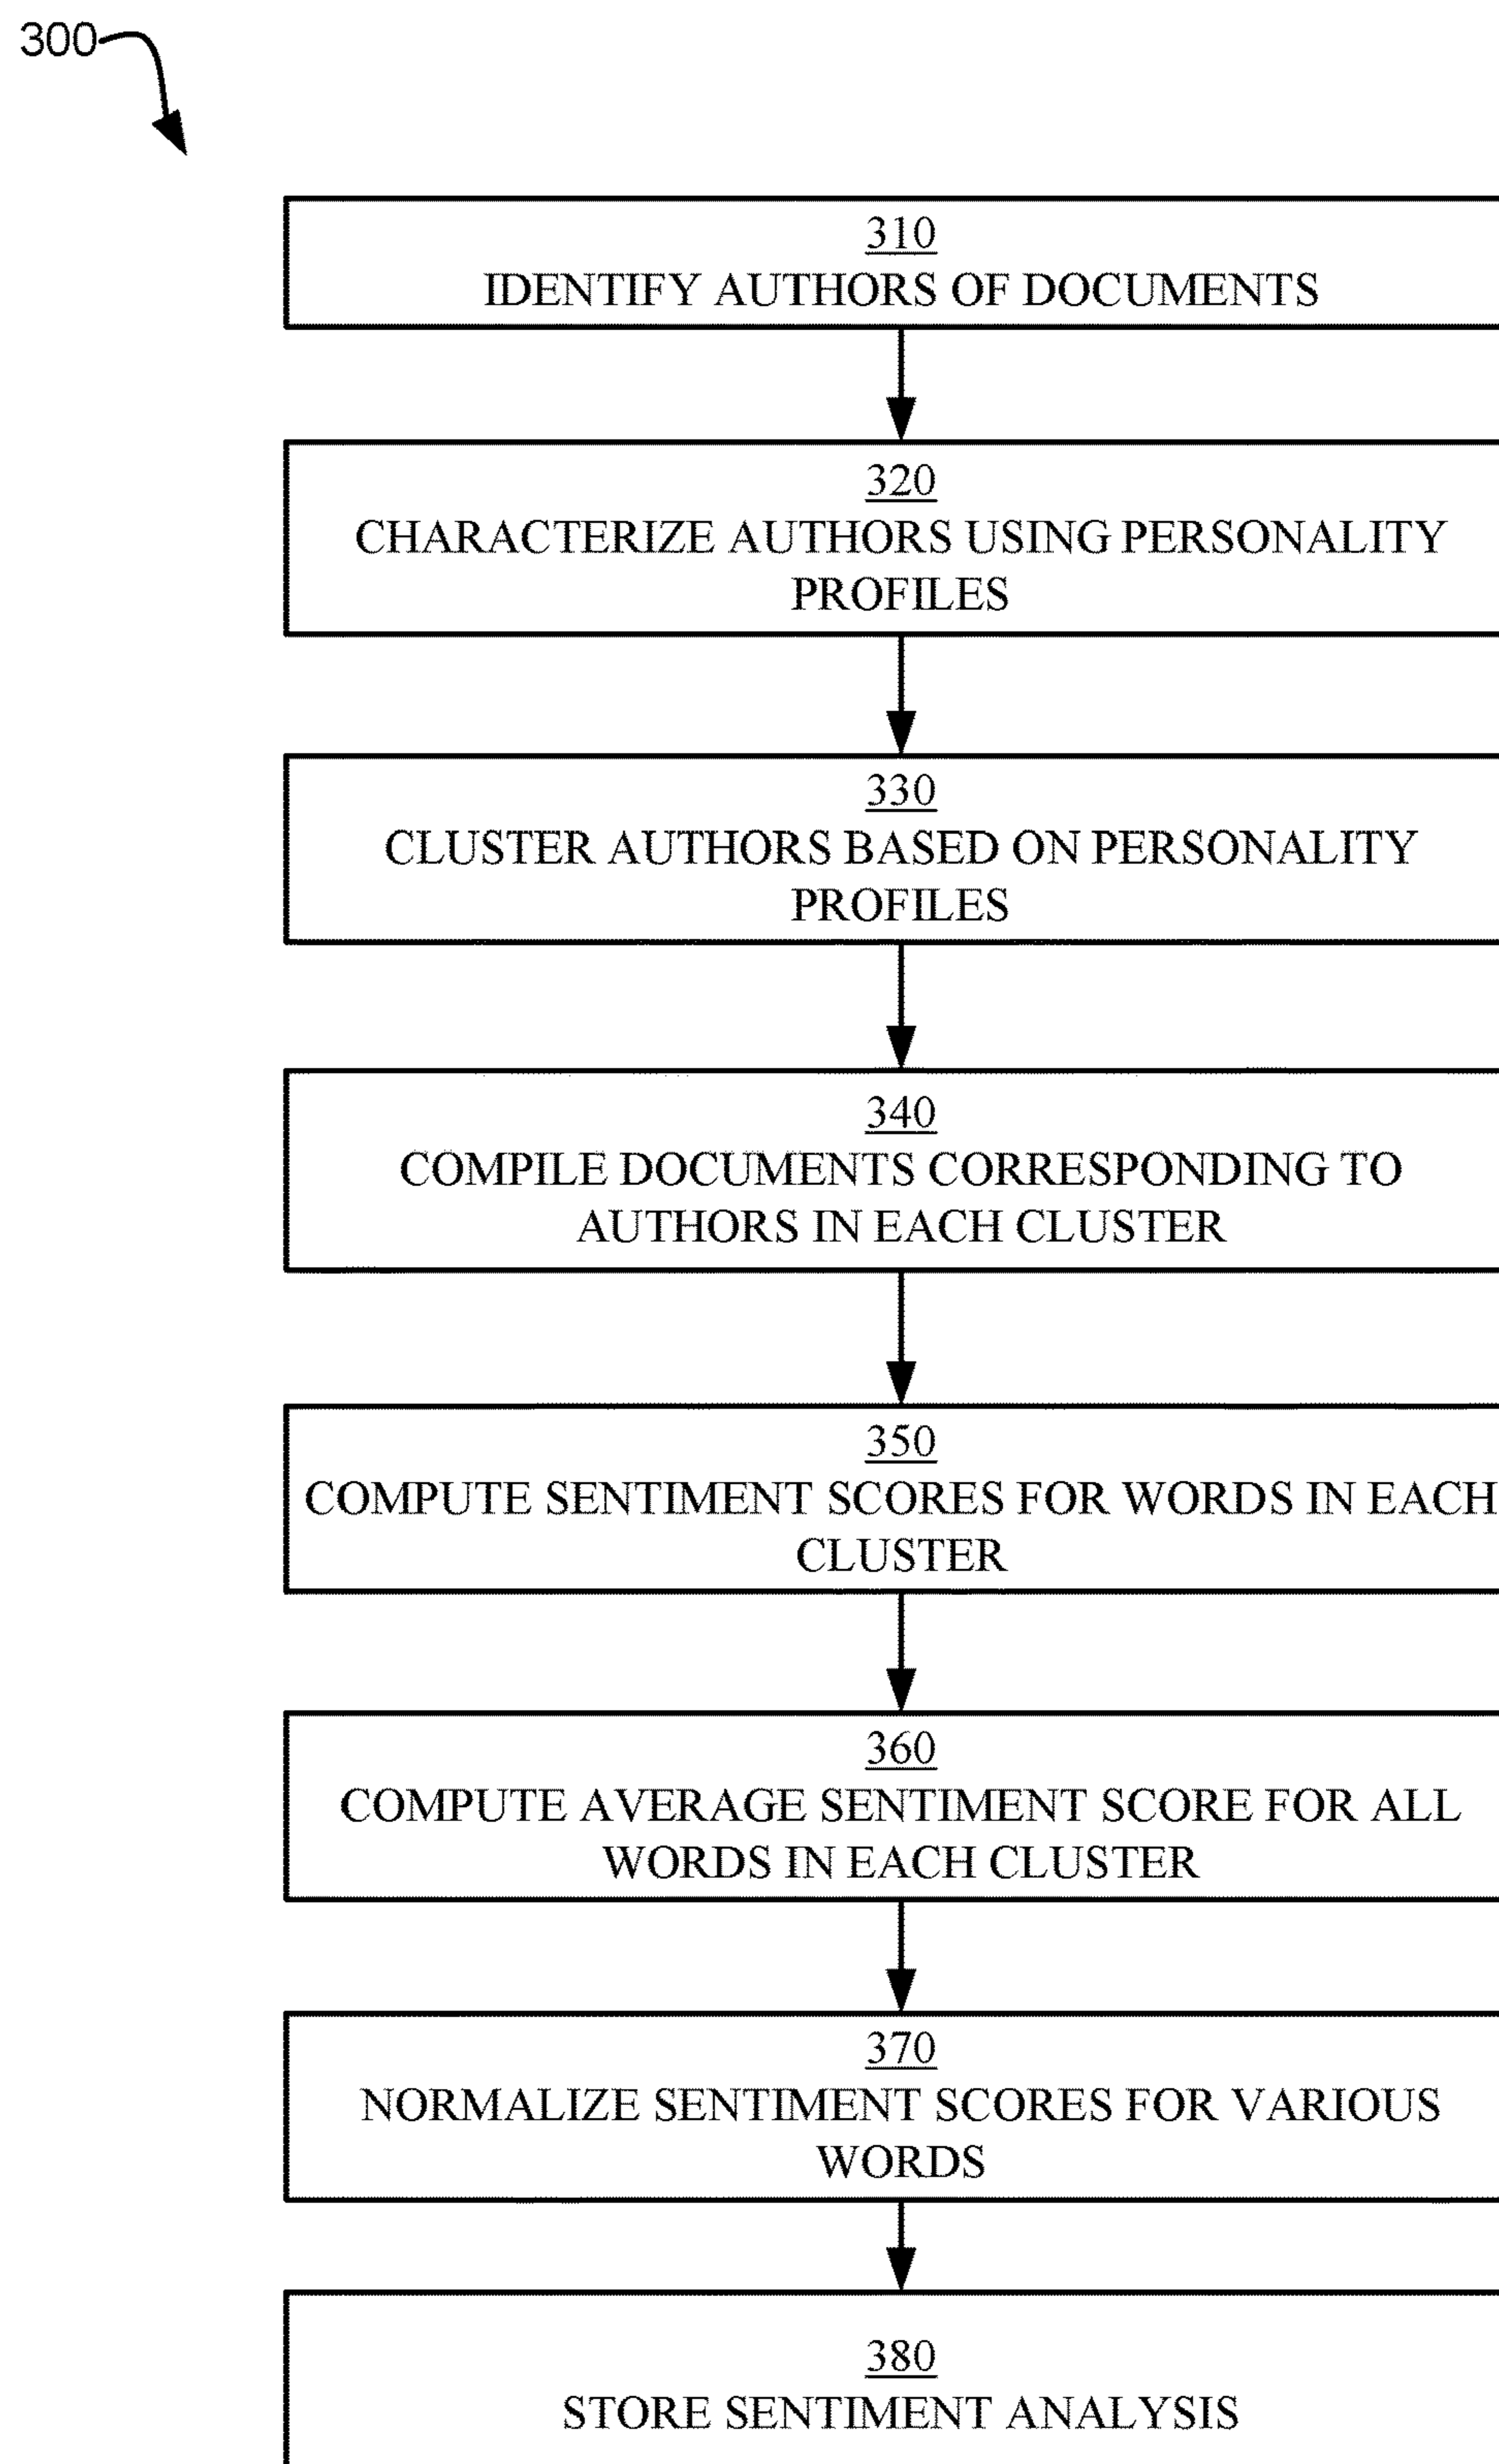 300
310
IDENTIFY AUTHORS OF DOCUMENTS
320
CHARACTERIZE AUTHORS USING PERSONALITY
PROFILES
330
CLUSTER AUTHORS BASED ON PERSONALITY
PROFILES
340
COMPILE DOCUMENTS CORRESPONDING TO
AUTHORS IN EACH CLUSTER
350
COMPUTE SENTIMENT SCORES FOR WORDS IN EACH
CLUSTER
360
COMPUTE AVERAGE SENTIMENT SCORE FOR ALL
WORDS IN EACH CLUSTER
370
NORMALIZE SENTIMENT SCORES FOR VARIOUS
WORDS
380
STORE SENTIMENT ANALYSIS